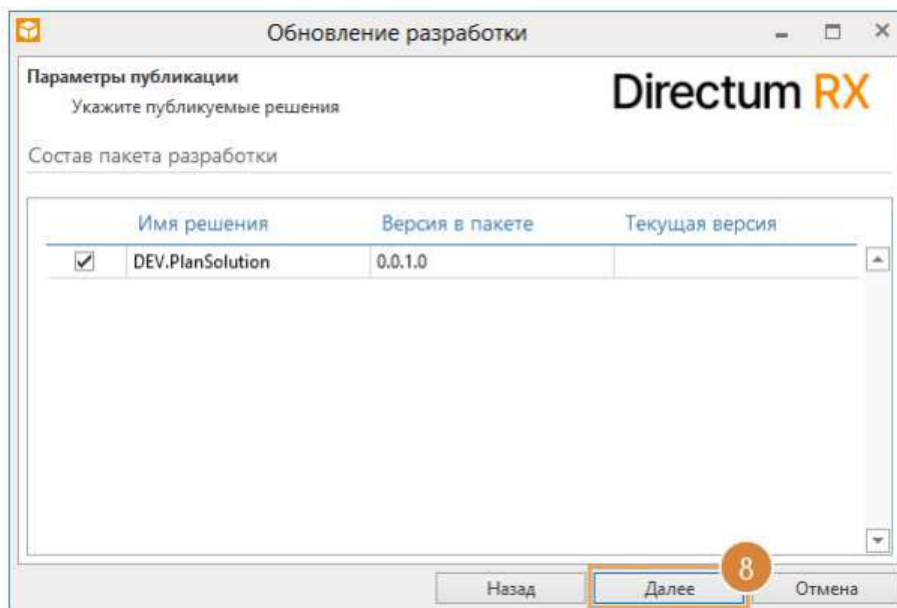 Обновление разработки
Параметры публикации
Укажите публикуемые решения
Directum RX
Состав пакета разработки
Имя решения Версия в пакете Текущая версия
DEV.PlanSolution 0.0.1.0
8
Назад Далее Отмена